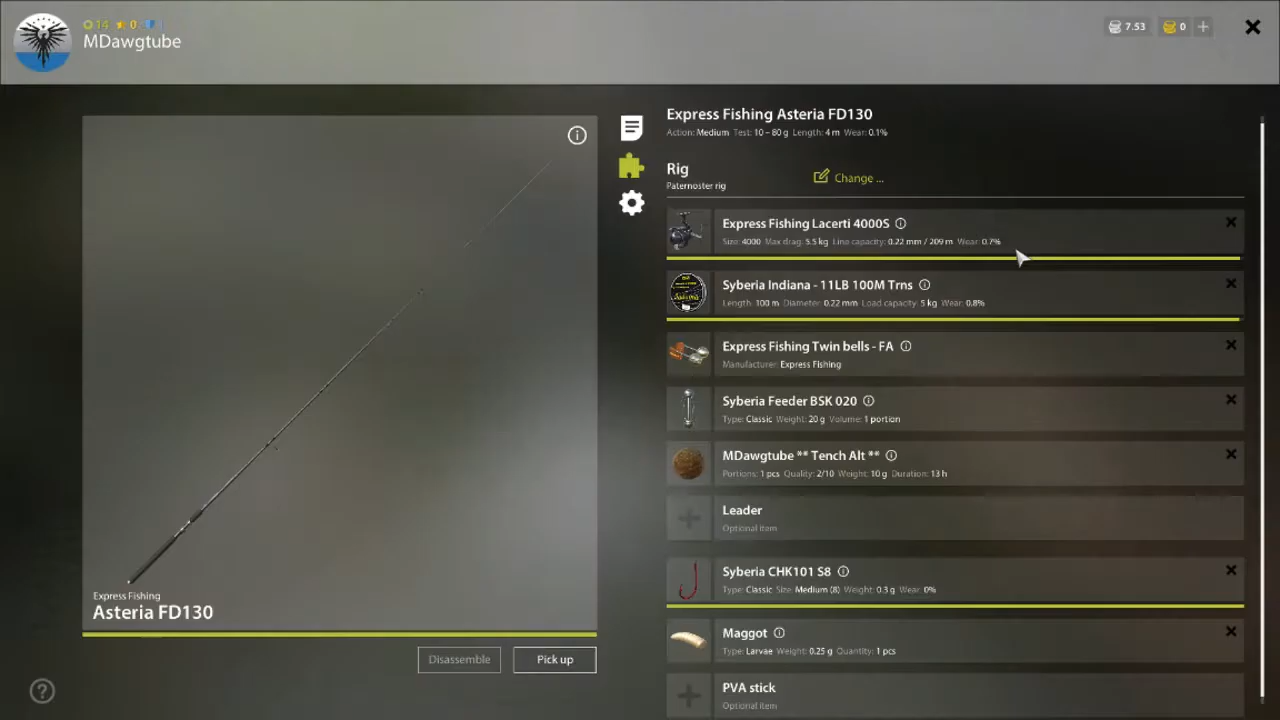 14 0
MDawgtube
7.53
0
Express Fishing Asteria FD130
Action: Medium Test: 10 – 80 g Length: 4 m Wear: 0.1%
Rig
Paternoster rig
Change ...
Express Fishing Lacerti 4000S
Size: 4000 Max drag: 5.5 kg Line capacity: 0.22 mm / 209 m Wear: 0.7%
Syberia Indiana - 11LB 100M Trns
Length: 100 m Diameter: 0.22 mm Load capacity: 5 kg Wear: 0.8%
Express Fishing Twin bells - FA
Manufacturer: Express Fishing
Syberia Feeder BSK 020
Type: Classic Weight: 20 g Volume: 1 portion
MDawgtube ** Tench Alt **
Portions: 1 pcs Quality: 2/10 Weight: 10 g Duration: 13 h
Leader
Optional item
Syberia CHK101 S8
Type: Classic Size: Medium (8) Weight: 0.3 g Wear: 0%
Maggot
Type: Larvae Weight: 0.25 g Quantity: 1 pcs
PVA stick
Optional item
Express Fishing
Asteria FD130
Disassemble
Pick up